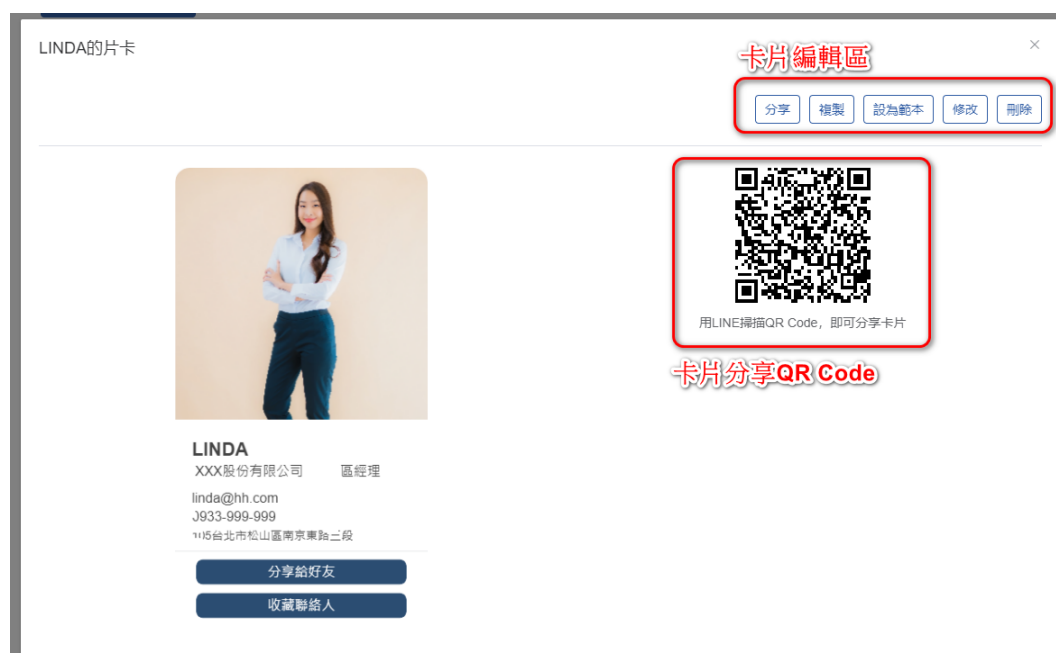 LINDA的片卡
×
卡片編輯區
分享 複製 設為範本 修改 刪除
用LINE掃描QR Code，即可分享卡片
卡片分享QR Code
LINDA
XXX股份有限公司 區經理
linda@hh.com
0933-999-999
105台北市松山區南京東路三段
分享給好友
收藏聯絡人